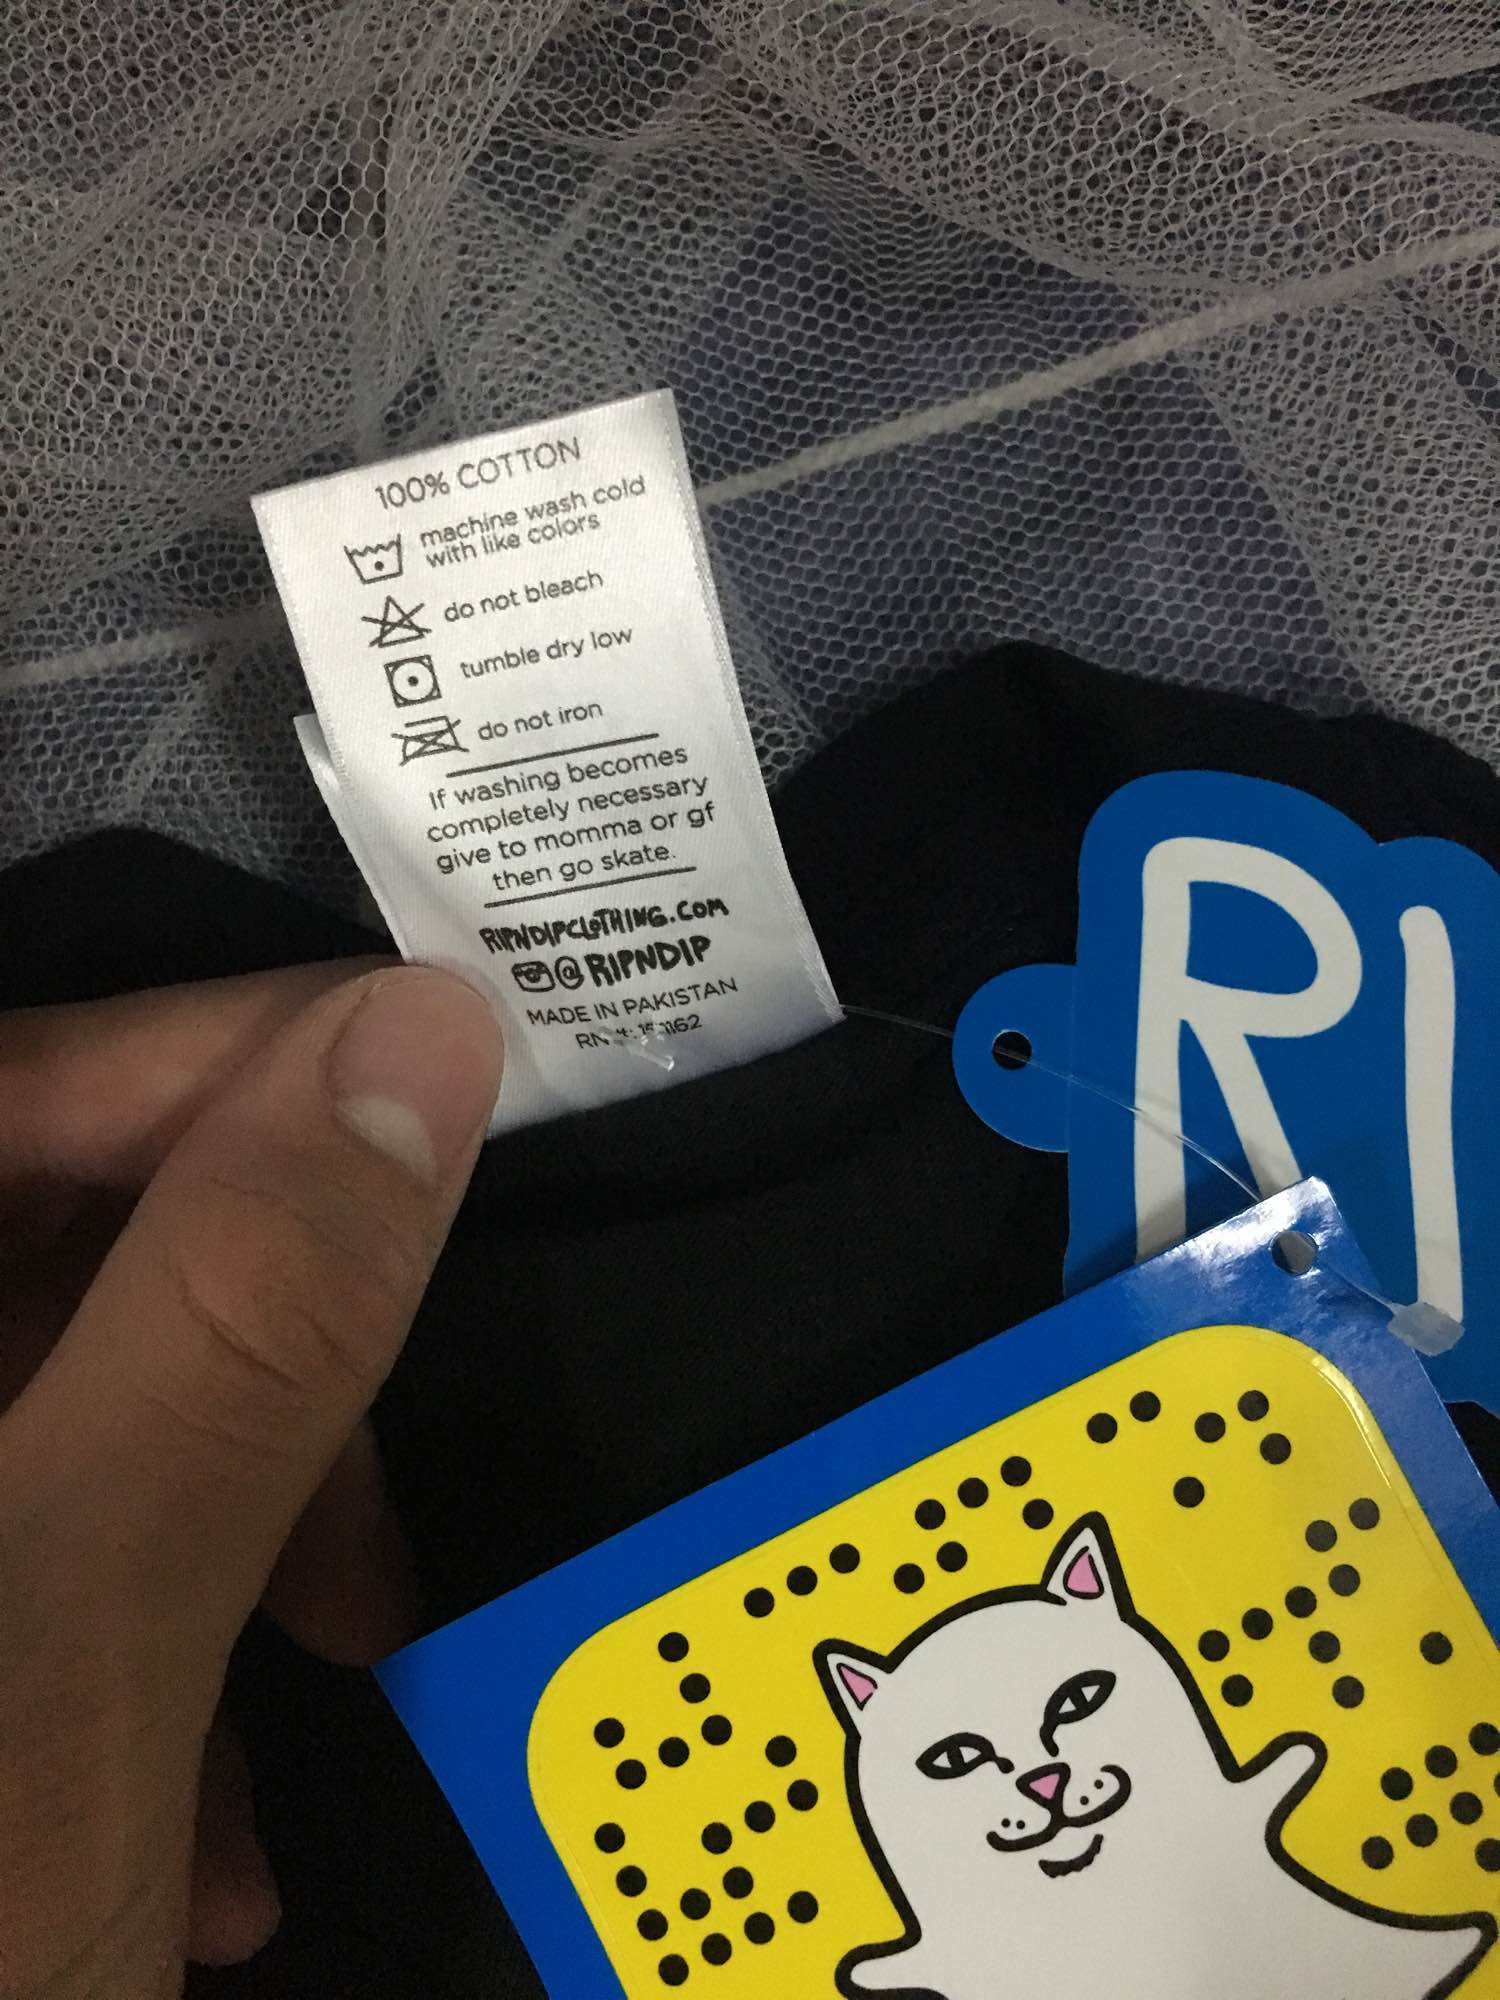 100% COTTON
machine wash cold
with like colors
do not bleach
tumble dry low
do not iron
If washing becomes
completely necessary
give to momma or gf
then go skate.
RIPNDIPCLOTHING.COM
@RIPNDIP
MADE IN PAKISTAN
RI